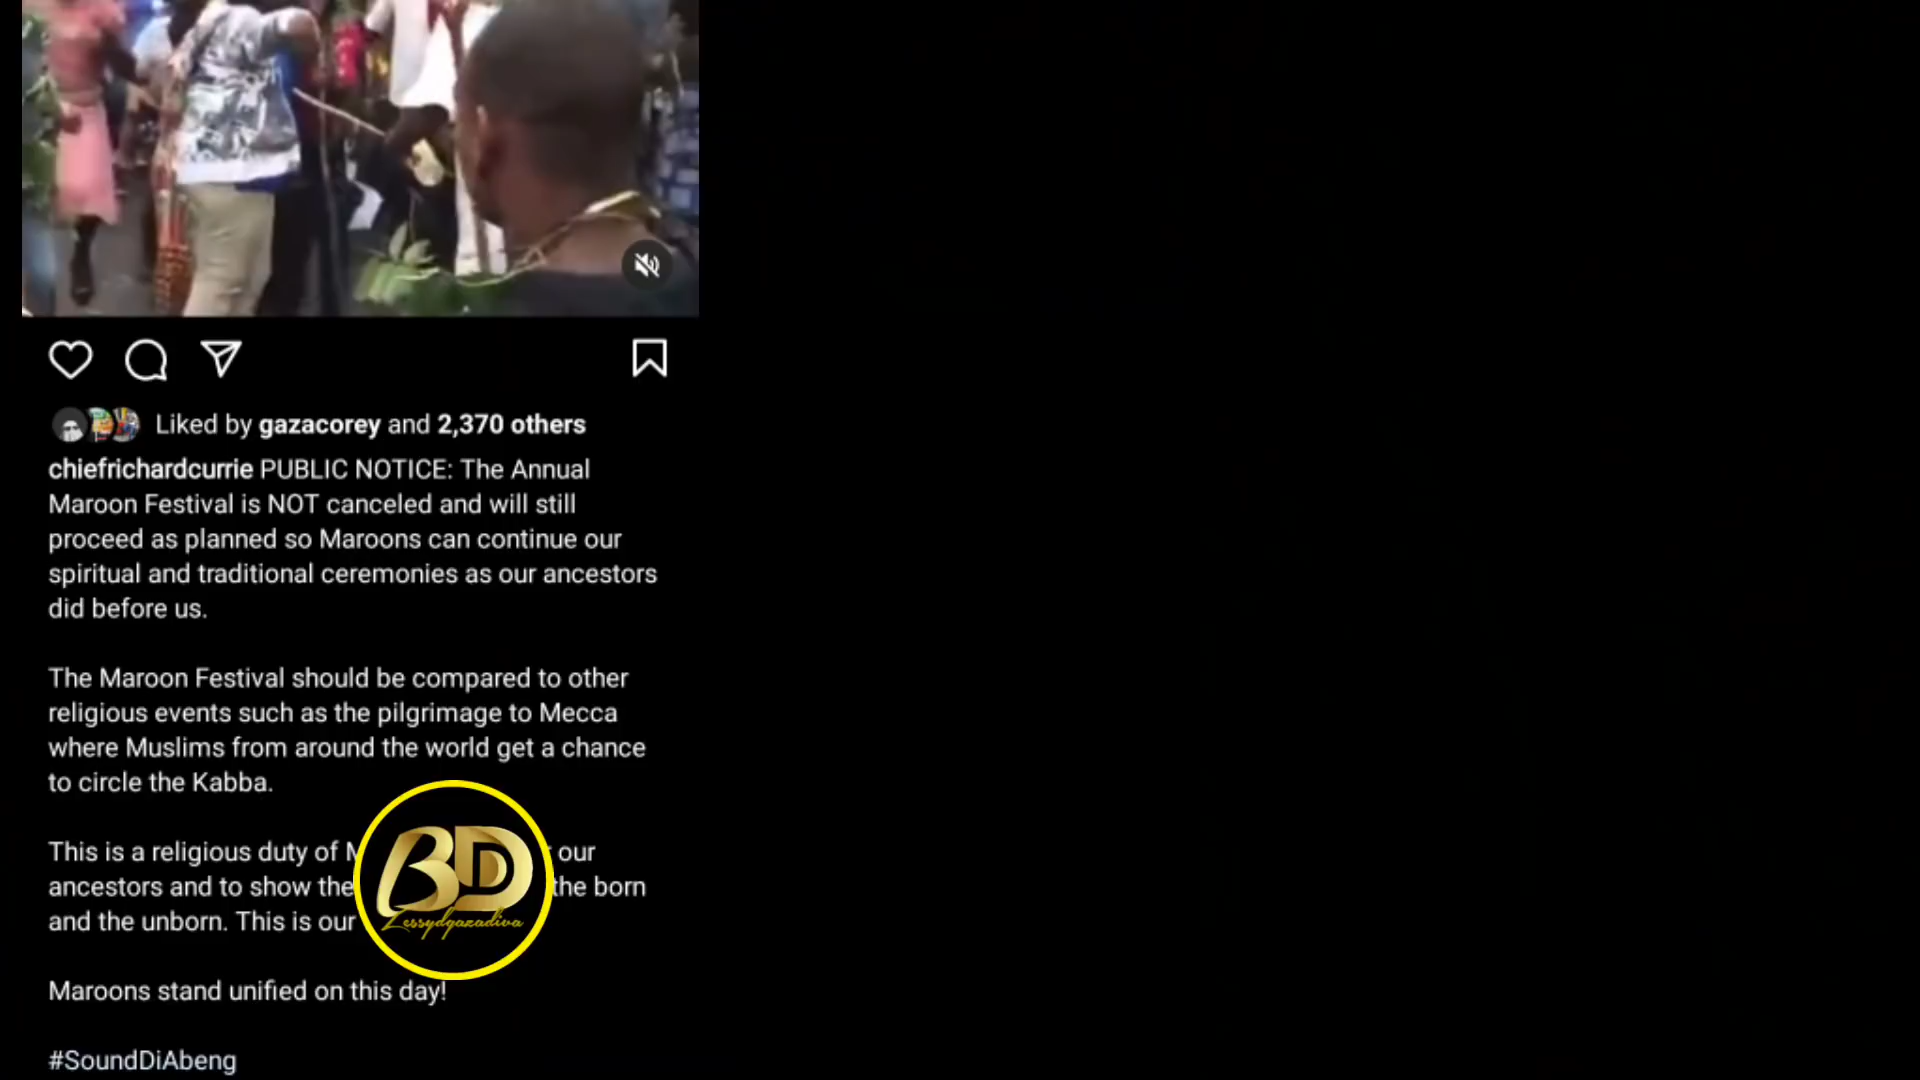 Liked by gazacorey and 2,370 others
chiefrichardcurrie PUBLIC NOTICE: The Annual
Maroon Festival is NOT canceled and will still
proceed as planned so Maroons can continue our
spiritual and traditional ceremonies as our ancestors
did before us.
The Maroon Festival should be compared to other
religious events such as the pilgrimage to Mecca
where Muslims from around the world get a chance
to circle the Kabba.
This is a religious duty of our
ancestors and to show the the born
and the unborn. This is our
BD
Lessydgazadiva
Maroons stand unified on this day!
#SoundDiAbeng